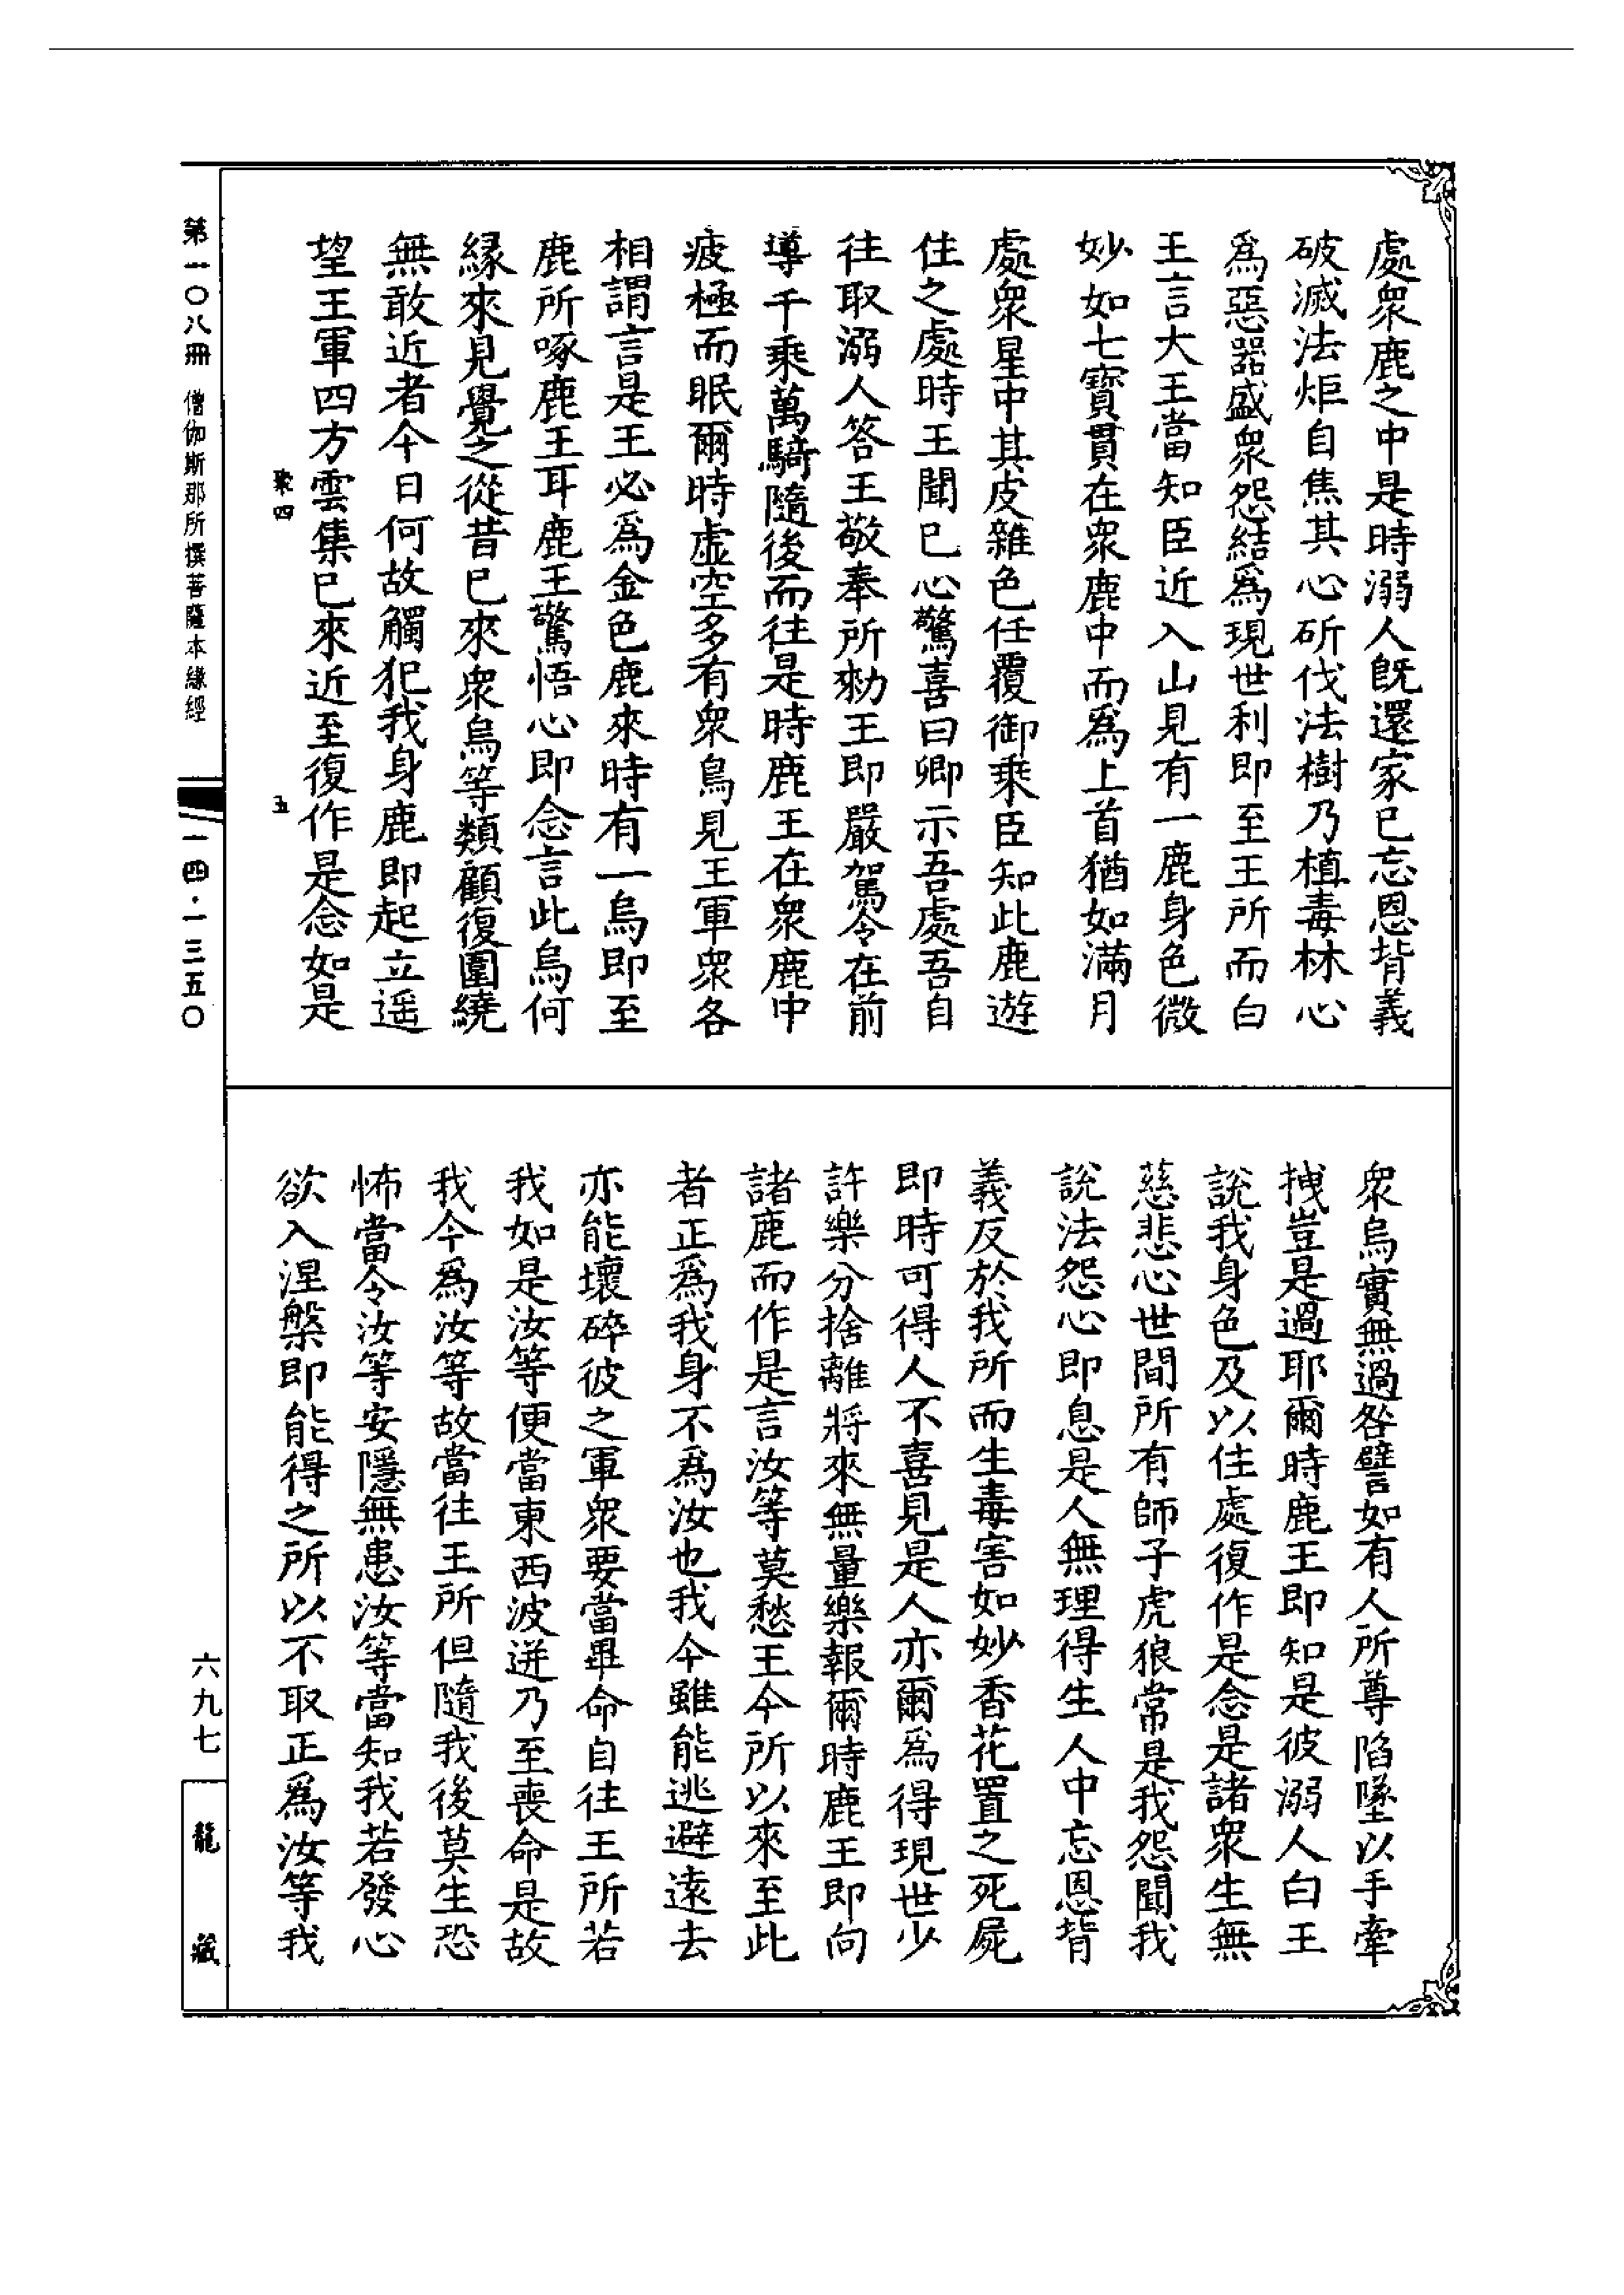 處衆鹿之中是時溺人旣還家已忘恩背義
破滅法炬自焦其心斫伐法樹乃植毒林心
爲惡器盛衆怨結爲現世利即至王所而白
王言大王當知臣近入山見有一鹿身色微
妙如七寳貫在衆鹿中而爲上首猶如滿月
處衆星中其皮雜色任覆御乘臣知此鹿遊
住之處時王聞已心驚喜曰卿示吾處吾自
往取溺人答王敬奉所勑王即嚴駕令在前
導千乘萬騎隨後而往是時鹿王在衆鹿中
疲極而眠爾時虛空多有衆鳥見王軍衆各
相謂言是王必爲金色鹿來時有一烏即至
鹿所啄鹿王耳鹿王驚悟心即念言此烏何
緣來見覺之從昔已來衆烏等類顧復圍繞
無敢近者今日何故觸犯我身鹿即起立遥
望王軍四方雲集已來近至復作是念如是
聚四 五
衆烏實無過咎譬如有人所尊陷墜以手牽
拽豈是過耶爾時鹿王即知是彼溺人白王
說我身色及以住處復作是念是諸衆生無
慈悲心世間所有師子虎狼常是我怨聞我
說法怨心即息是人無理得生人中忘恩背
義反於我所而生毒害如妙香花置之死屍
即時可得人不喜見是人亦爾爲得現世少
許樂分捨離將來無量樂報爾時鹿王即向
諸鹿而作是言汝等莫愁王今所以來至此
者正爲我身不爲汝也我今雖能逃避遠去
亦能壞碎彼之軍衆要當畢命自往王所若
我如是汝等便當東西波迸乃至喪命是故
我今爲汝等故當往王所但隨我後莫生恐
怖當令汝等安隱無患汝等當知我若發心
欲入涅槃即能得之所以不取正爲汝等我
第一〇八冊 僧伽斯那所撰菩薩本緣經
一四·一三五〇
六九七
龍藏